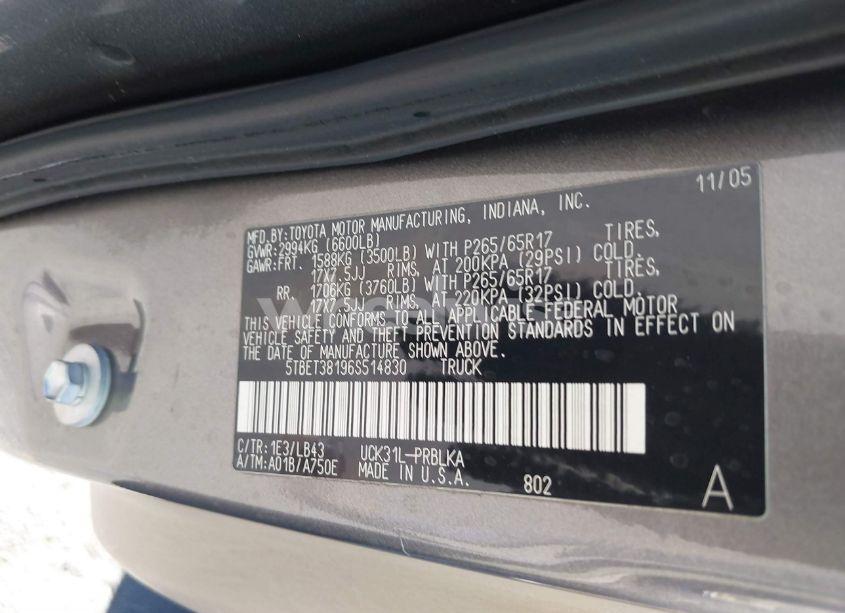 11/05
MFD.BY:TOYOTA MOTOR MANUFACTURING, INDIANA, INC.
GVWR:2994KG (6600LB)
GAWR:FRT. 1588KG (3500LB) WITH P265/65R17 TIRES,
17X7.5JJ RIMS, AT 200KPA (29PSI) COLD.
RR. 1706KG (3760LB) WITH P265/65R17 TIRES,
17X7.5JJ RIMS, AT 220KPA (32PSI) COLD.
THIS VEHICLE CONFORMS TO ALL APPLICABLE FEDERAL MOTOR
VEHICLE SAFETY AND THEFT PREVENTION STANDARDS IN EFFECT ON
THE DATE OF MANUFACTURE SHOWN ABOVE.
5TBET38196S514830 TRUCK
C/TR:1E3/LB43 UCK31L-PRBLKA
A/TM:A01B/A750E MADE IN U.S.A.
802
A